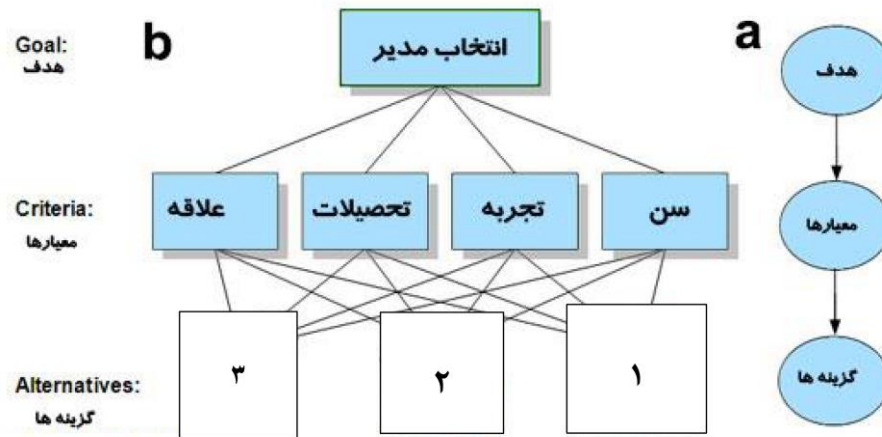 b
a
Goal:
هدف
انتخاب مدیر
هدف
Criteria:
معیارها
علاقه
تحصیلات
تجربه
سن
معیارها
Alternatives:
گزینه ها
۳
۲
۱
گزینه ها